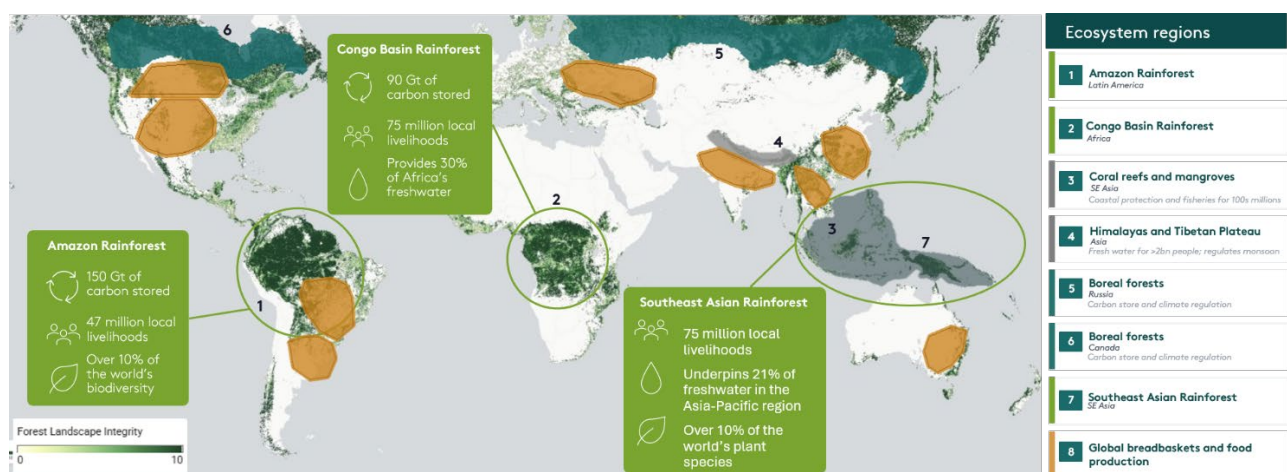 6
Congo Basin Rainforest
90 Gt of
carbon stored
75 million local
livelihoods
Provides 30%
of Africa's
freshwater
5
4
2
3
7
Amazon Rainforest
150 Gt of
carbon stored
47 million local
livelihoods
Over 10% of
the world's
biodiversity
1
Southeast Asian Rainforest
75 million local
livelihoods
Underpins 21% of
freshwater in the
Asia-Pacific region
Over 10% of the
world's plant
species
Forest Landscape Integrity
0 10
Ecosystem regions
1 Amazon Rainforest
Latin America
2 Congo Basin Rainforest
Africa
3 Coral reefs and mangroves
SE Asia
Coastal protection and fisheries for 100s millions
4 Himalayas and Tibetan Plateau
Asia
Fresh water for >2bn people; regulates monsoon
5 Boreal forests
Russia
Carbon store and climate regulation
6 Boreal forests
Canada
Carbon store and climate regulation
7 Southeast Asian Rainforest
SE Asia
8 Global breadbaskets and food
production